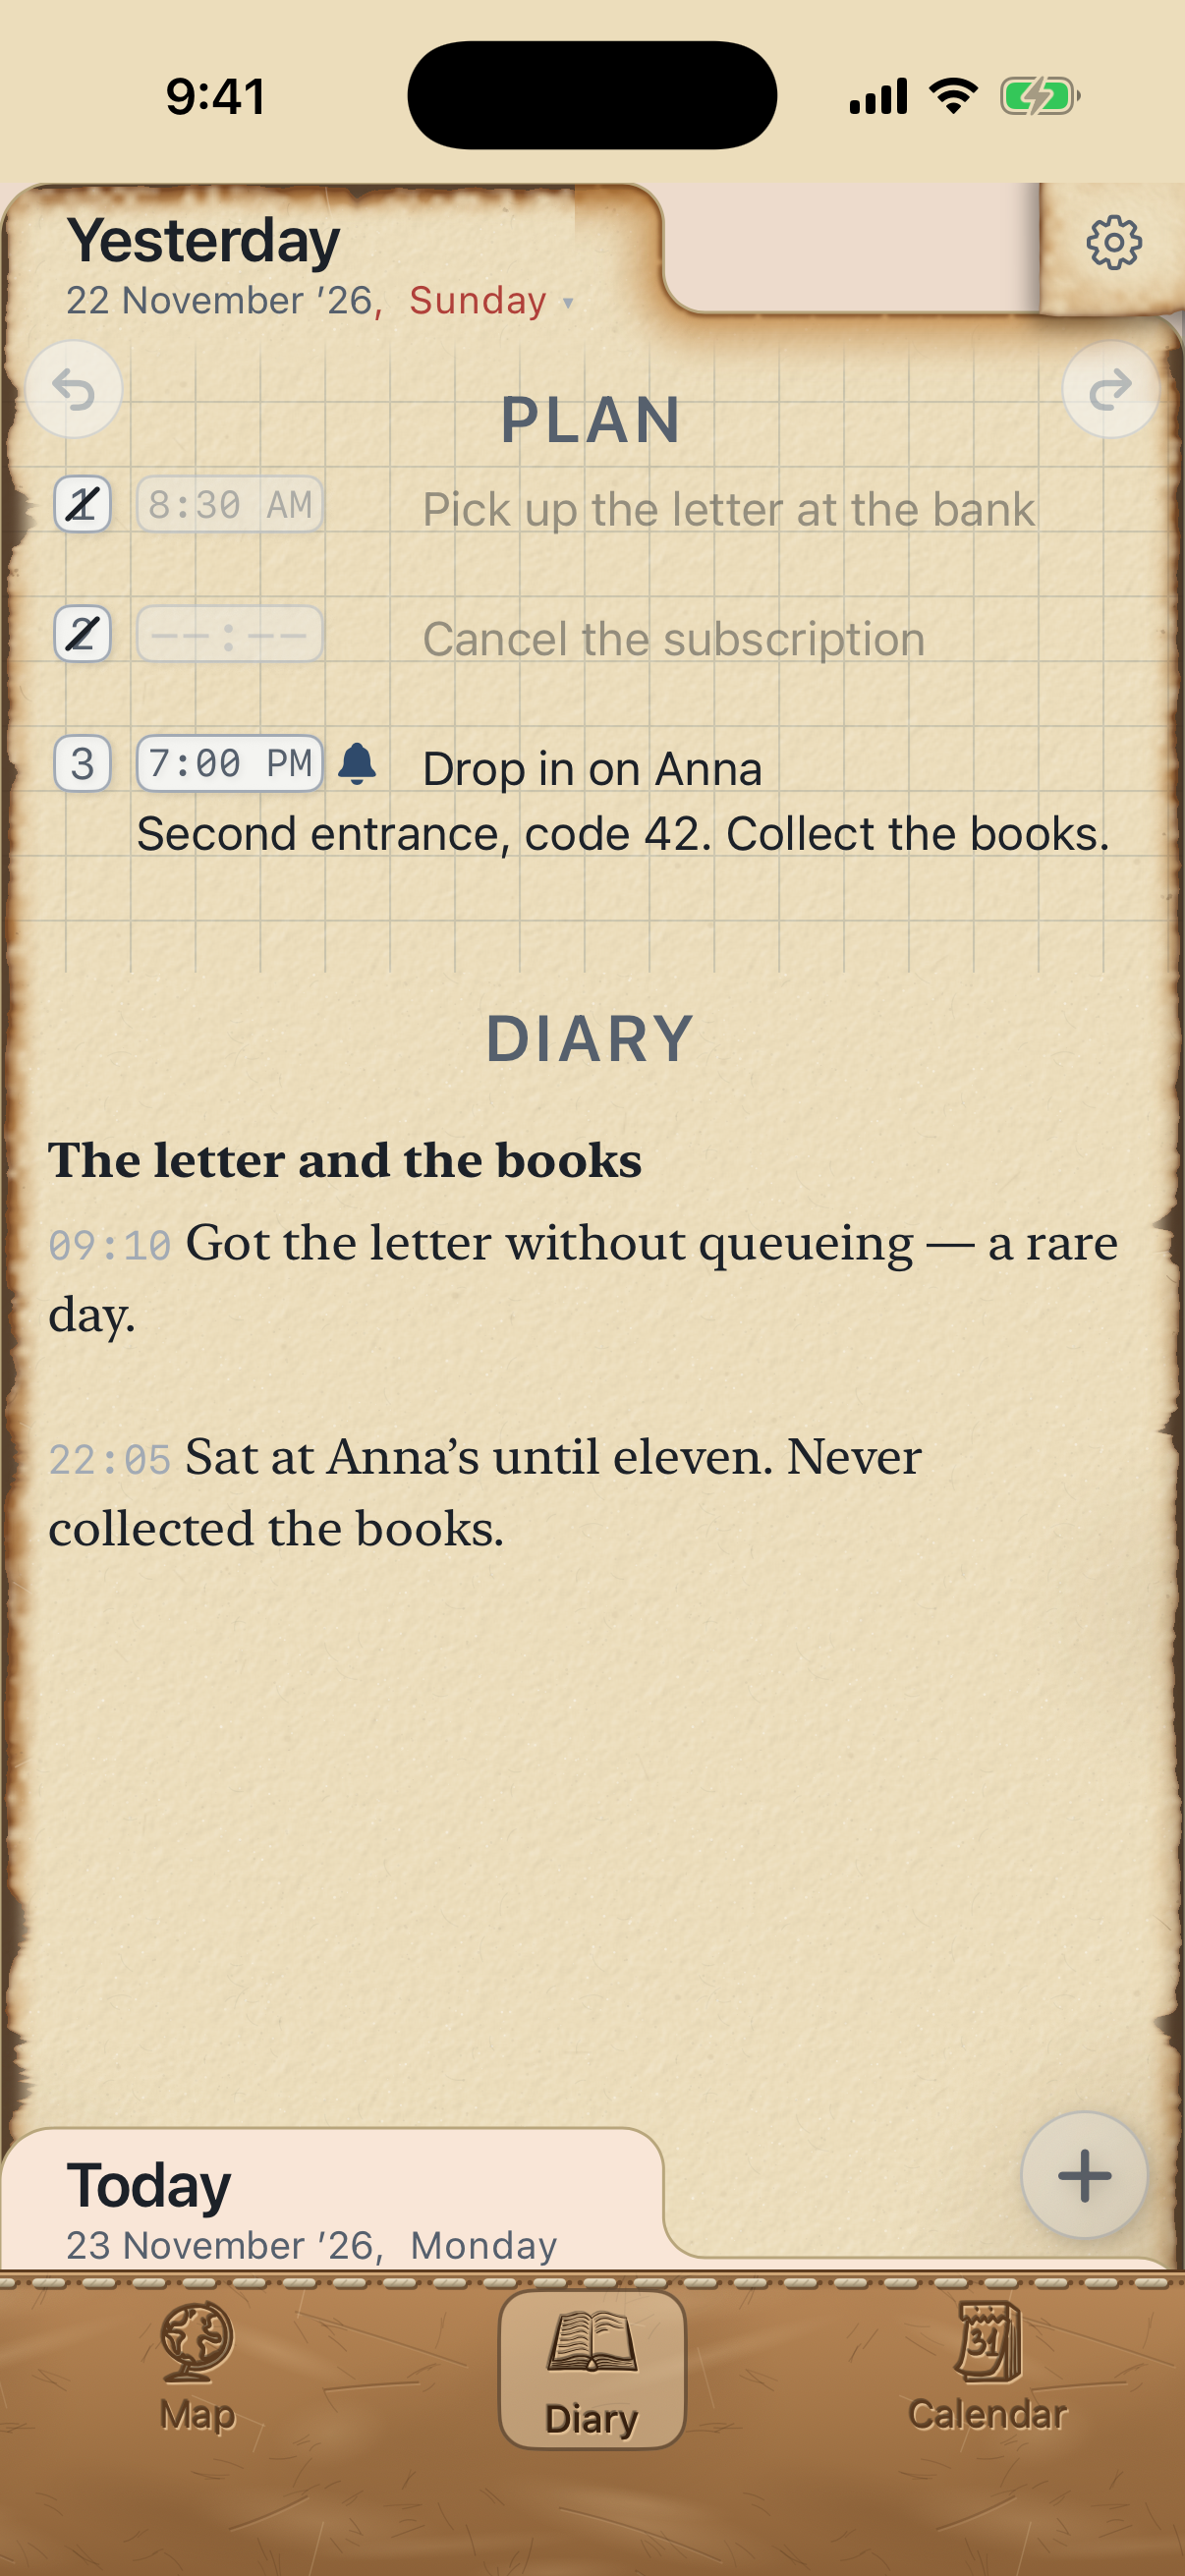 9:41
Yesterday
22 November ’26, Sunday ▾
PLAN
1 8:30 AM Pick up the letter at the bank
2 --:-- Cancel the subscription
3 7:00 PM Drop in on Anna
Second entrance, code 42. Collect the books.
DIARY
The letter and the books
09:10 Got the letter without queueing — a rare
day.
22:05 Sat at Anna’s until eleven. Never
collected the books.
Today
23 November ’26, Monday
31
Map Diary Calendar